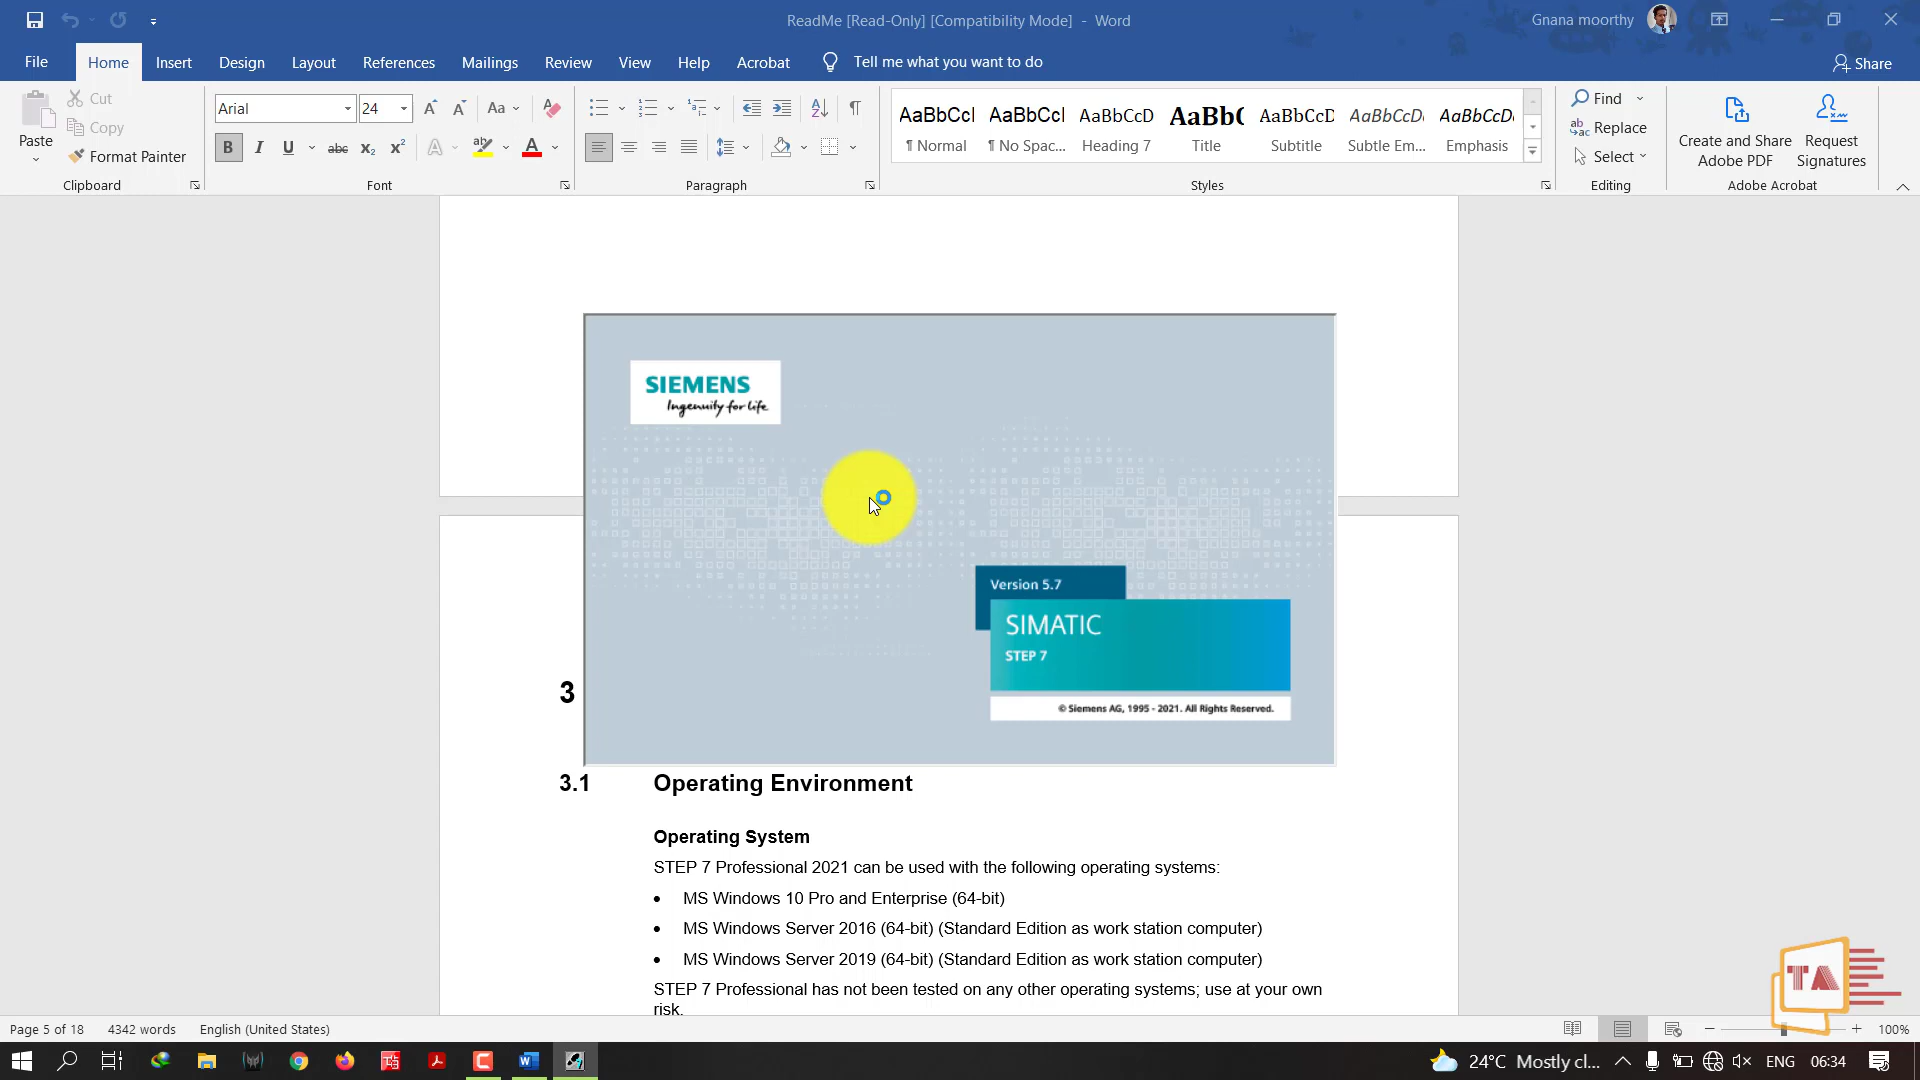 ReadMe [Read-Only] [Compatibility Mode] - Word
Gnana moorthy
File
Home
Insert
Design
Layout
References
Mailings
Review
View
Help
Acrobat
Tell me what you want to do
Share
Paste
Cut
Copy
Format Painter
Clipboard
Arial
24
Aa
B
I
U
abc
x₂
x²
A
A
Font
Paragraph
AaBbCcI
¶ Normal
AaBbCcI
¶ No Spac...
AaBbCcD
Heading 7
AaBb(
Title
AaBbCcD
Subtitle
AaBbCcD
Subtle Em...
AaBbCcD
Emphasis
Styles
Find
Replace
Select
Editing
Create and Share
Adobe PDF
Request
Signatures
Adobe Acrobat
SIEMENS
Ingenuity for life
Version 5.7
SIMATIC
STEP 7
© Siemens AG, 1995 - 2021. All Rights Reserved.
3
3.1 Operating Environment
Operating System
STEP 7 Professional 2021 can be used with the following operating systems:
• MS Windows 10 Pro and Enterprise (64-bit)
• MS Windows Server 2016 (64-bit) (Standard Edition as work station computer)
• MS Windows Server 2019 (64-bit) (Standard Edition as work station computer)
STEP 7 Professional has not been tested on any other operating systems; use at your own
risk.
TA
Page 5 of 18
4342 words
English (United States)
100%
24°C Mostly cl...
ENG
06:34